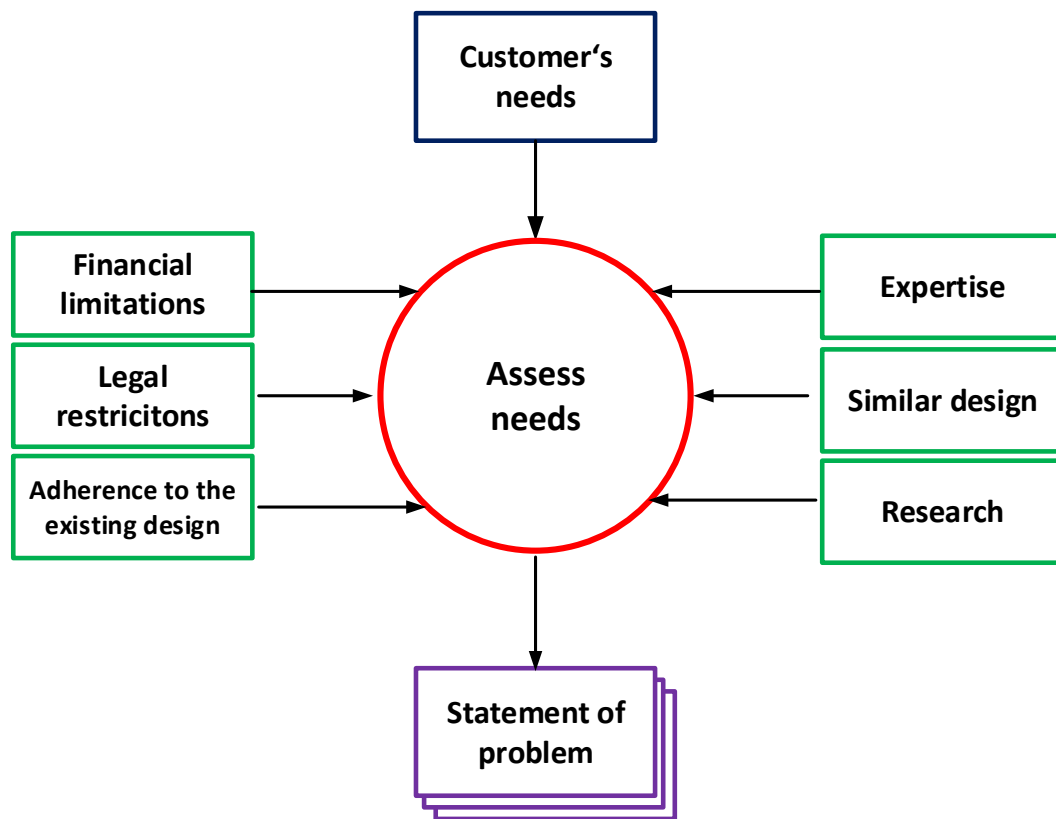 Customer‘s
needs
Financial
limitations
Legal
restricitons
Adherence to the
existing design
Assess
needs
Expertise
Similar design
Research
Statement of
problem